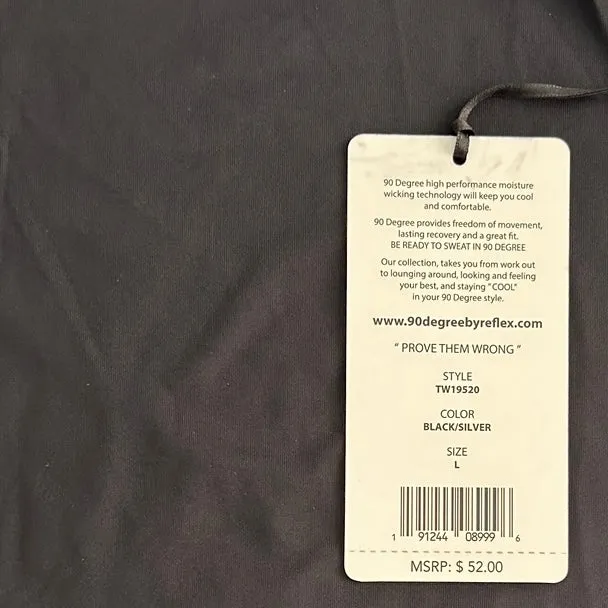 90 Degree high performance moisture
wicking technology will keep you cool
and comfortable.
90 Degree provides freedom of movement,
lasting recovery and a great fit.
BE READY TO SWEAT IN 90 DEGREE
Our collection, takes you from work out
to lounging around, looking and feeling
your best, and staying "COOL"
in your 90 Degree style.
www.90degreebyreflex.com
" PROVE THEM WRONG "
STYLE
TW19520
COLOR
BLACK/SILVER
SIZE
L
1 91244 08999 6
MSRP: $ 52.00